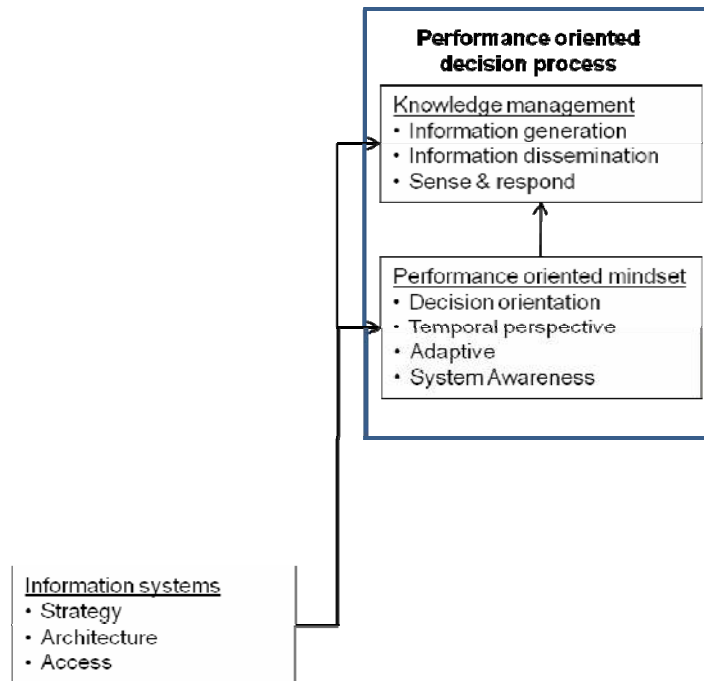 Performance oriented
decision process
Knowledge management
• Information generation
• Information dissemination
• Sense & respond
Performance oriented mindset
• Decision orientation
• Temporal perspective
• Adaptive
• System Awareness
Information systems
• Strategy
• Architecture
• Access